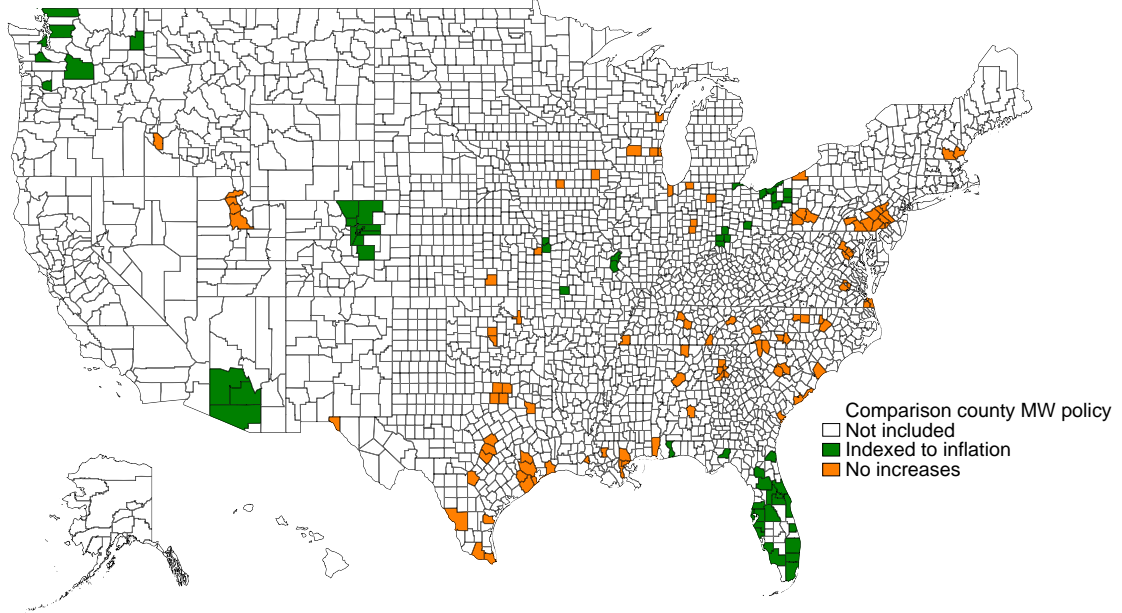 Comparison county MW policy
Not included
Indexed to inflation
No increases